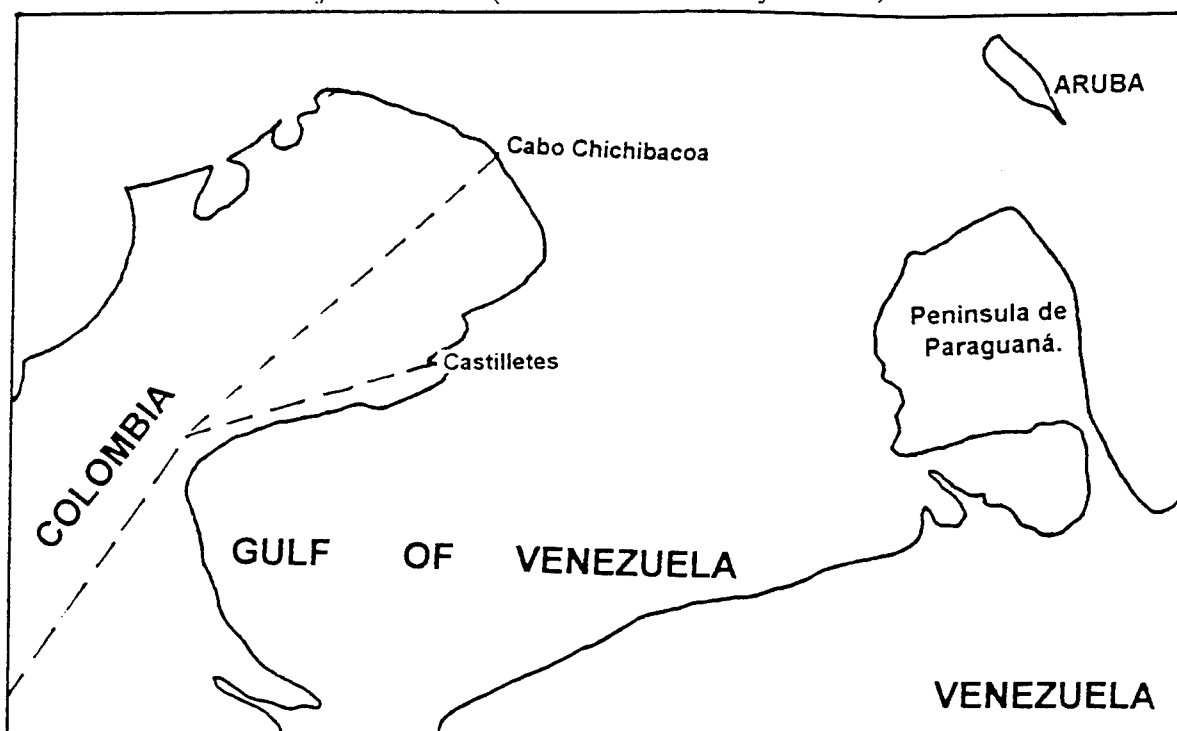 ARUBA
Cabo Chichibacoa
Peninsula de
Paraguaná.
Castilletes
COLOMBIA
GULF OF VENEZUELA
VENEZUELA